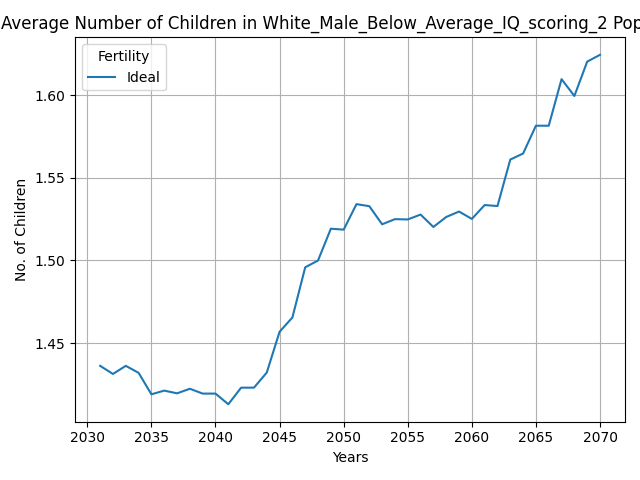 Average Number of Children in White_Male_Below_Average_IQ_scoring_2 Pop
Fertility
Ideal
1.60
1.55
1.50
1.45
No. of Children
2030 2035 2040 2045 2050 2055 2060 2065 2070
Years